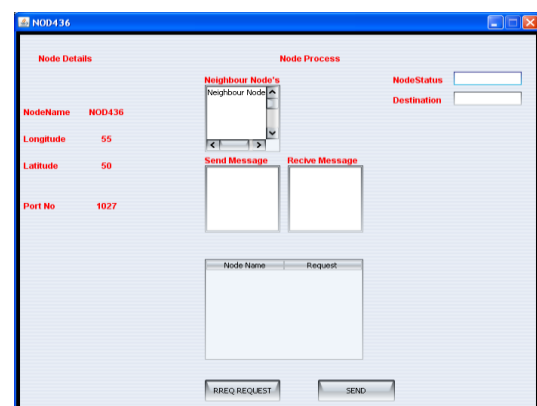 NOD436
Node Details
Node Process
Neighbour Node's
NodeStatus
Neighbour Node
Destination
NodeName NOD436
Longitude 55
Send Message Recive Message
Latitude 50
Port No 1027
Node Name Request
RREQ REQUEST SEND